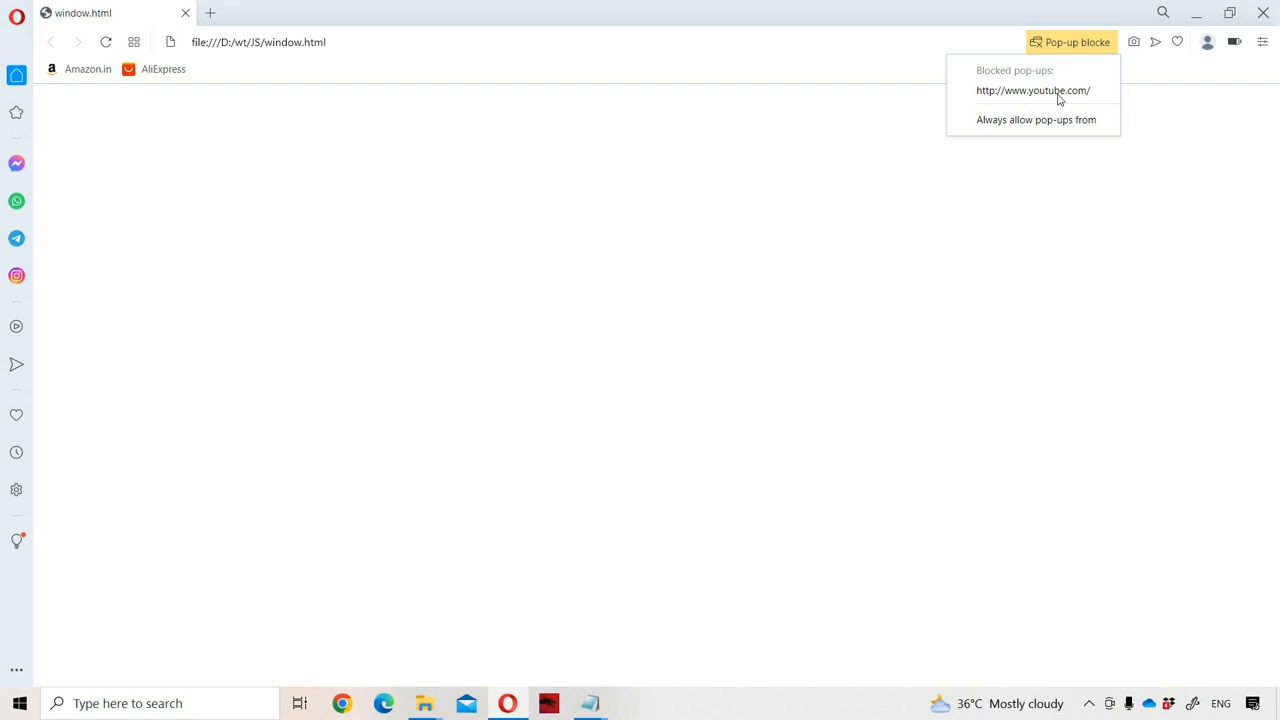 window.html
file:///D:/wt/JS/window.html
Pop-up blocke
Amazon.in
AliExpress
Blocked pop-ups:
http://www.youtube.com/
Always allow pop-ups from
Type here to search
36°C Mostly cloudy
ENG